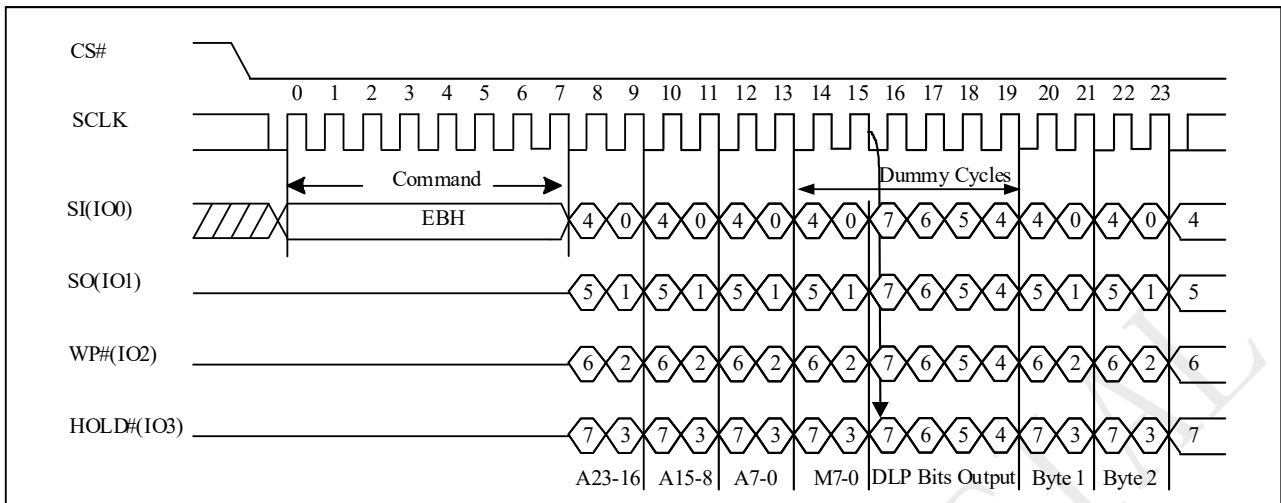 CS#
0 1 2 3 4 5 6 7 8 9 10 11 12 13 14 15 16 17 18 19 20 21 22 23
SCLK
Command Dummy Cycles
SI(IO0) EBH 4 0 4 0 4 0 4 0 7 6 5 4 4 0 4 0 4
SO(IO1) 5 1 5 1 5 1 5 1 7 6 5 4 5 1 5 1 5
WP#(IO2) 6 2 6 2 6 2 6 2 7 6 5 4 6 2 6 2 6
HOLD#(IO3) 7 3 7 3 7 3 7 3 7 6 5 4 7 3 7 3 7
A23-16 A15-8 A7-0 M7-0 DLP Bits Output Byte 1 Byte 2